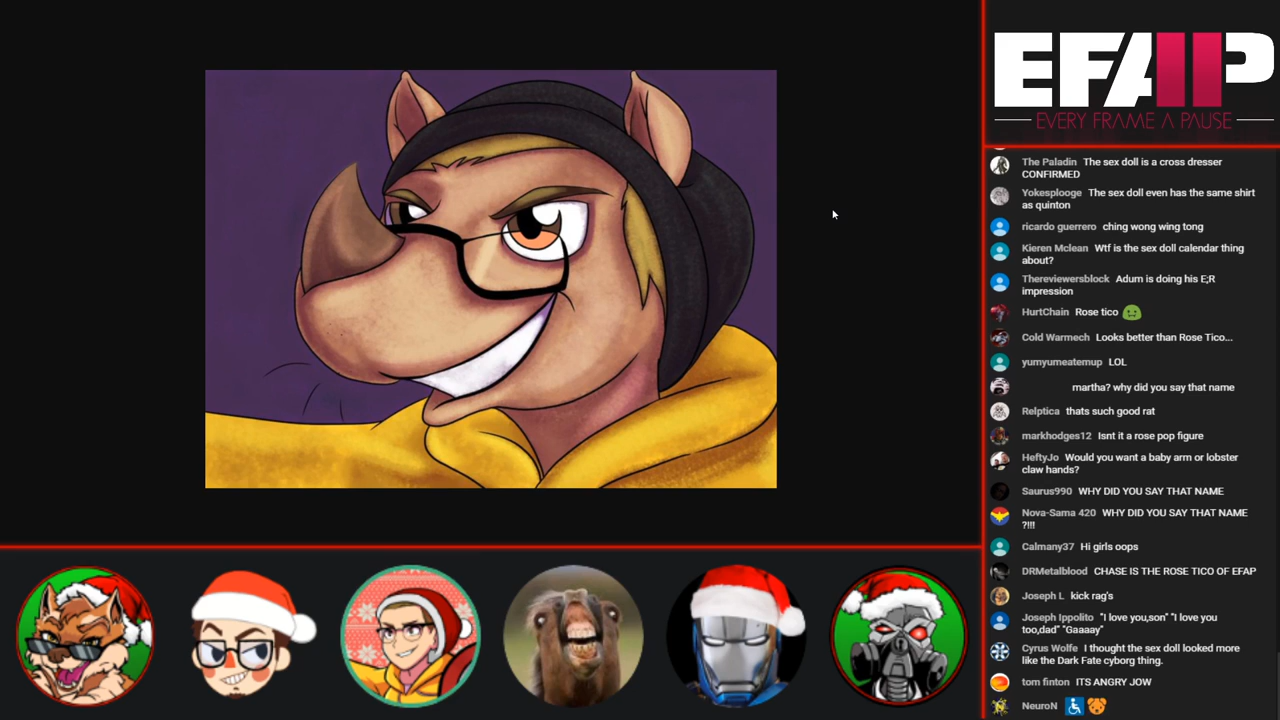 EFAP
EVERY FRAME A PAUSE
The Paladin The sex doll is a cross dresser
CONFIRMED
Yokesplooge The sex doll even has the same shirt
as quinton
ricardo guerrero ching wong wing tong
Kieren Mclean Wtf is the sex doll calendar thing
about?
Thereviewersblock Adum is doing his E;R
impression
HurtChain Rose tico
Cold Warmech Looks better than Rose Tico...
yumyumeatemup LOL
martha? why did you say that name
Relptica thats such good rat
markhodges12 Isnt it a rose pop figure
HeftyJo Would you want a baby arm or lobster
claw hands?
Saurus990 WHY DID YOU SAY THAT NAME
Nova-Sama 420 WHY DID YOU SAY THAT NAME
?!!!
Calmany37 Hi girls oops
DRMetalblood CHASE IS THE ROSE TICO OF EFAP
Joseph L kick rag's
Joseph Ippolito "I love you,son" "I love you
too,dad" "Gaaaay"
Cyrus Wolfe I thought the sex doll looked more
like the Dark Fate cyborg thing.
tom finton ITS ANGRY JOW
NeuroN